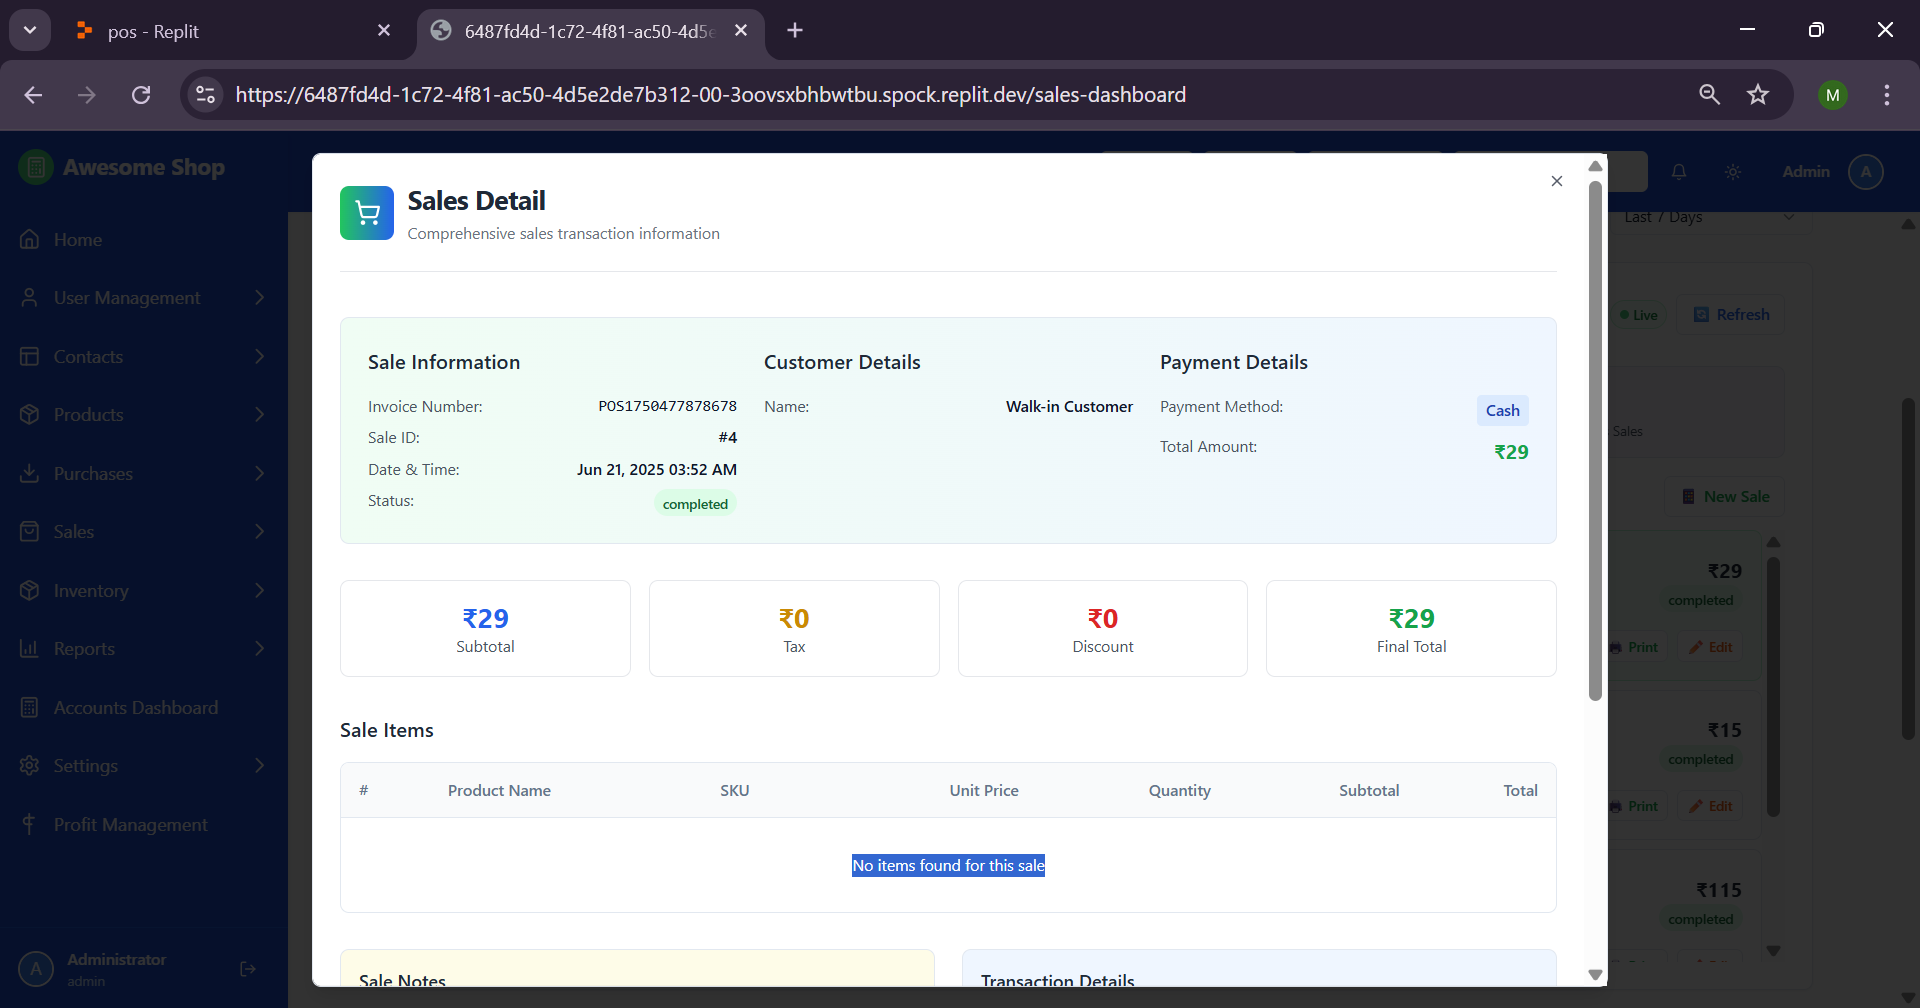 pos - Replit
6487fd4d-1c72-4f81-ac50-4d5e
https://6487fd4d-1c72-4f81-ac50-4d5e2de7b312-00-3oovsxbhbwtbu.spock.replit.dev/sales-dashboard
M
Awesome Shop
Admin
A
Home
User Management
Contacts
Products
Purchases
Sales
Inventory
Reports
Accounts Dashboard
Settings
Profit Management
A
Administrator
admin
Sales Detail
Comprehensive sales transaction information
Sale Information
Invoice Number: POS1750477878678
Sale ID: #4
Date & Time: Jun 21, 2025 03:52 AM
Status: completed
Customer Details
Name: Walk-in Customer
Payment Details
Payment Method: Cash
Total Amount: ₹29
₹29
Subtotal
₹0
Tax
₹0
Discount
₹29
Final Total
Sale Items
# Product Name SKU Unit Price Quantity Subtotal Total
No items found for this sale
Sale Notes
Transaction Details
Last 7 Days
Live
Refresh
Sales
New Sale
₹29
completed
Print Edit
₹15
completed
Print Edit
₹115
completed